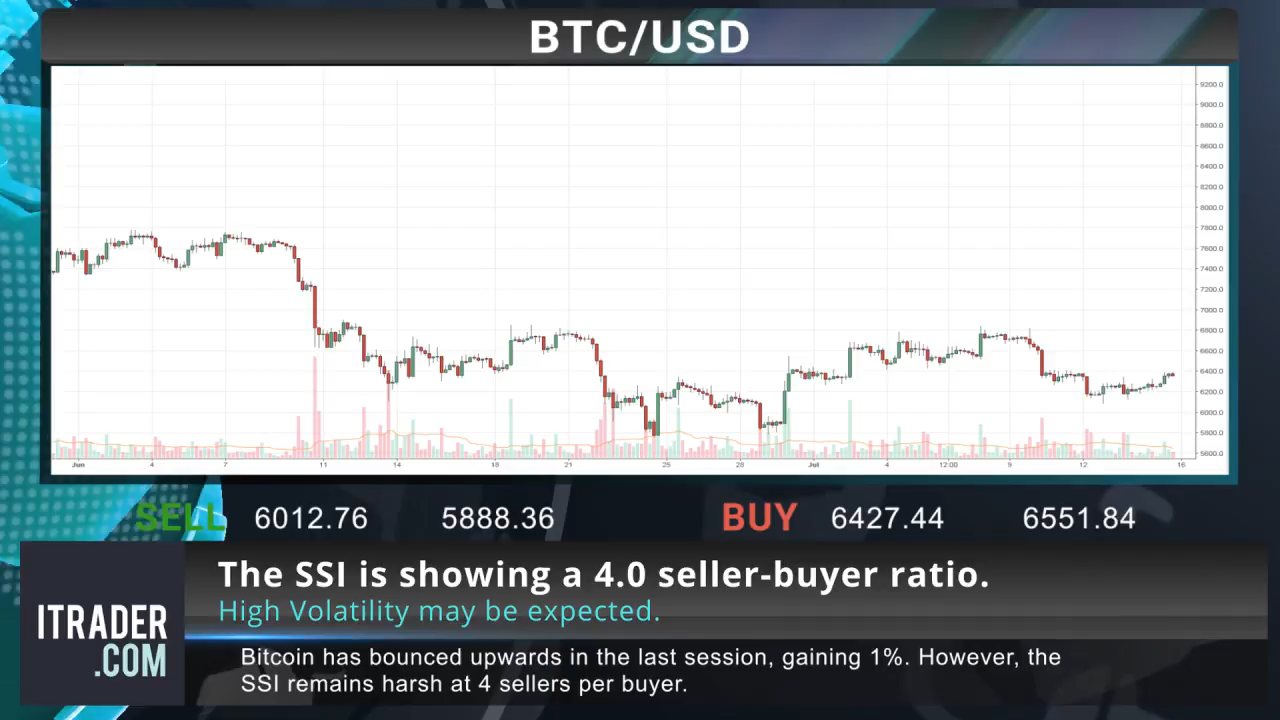 BTC/USD
9200.0
9000.0
8800.0
8600.0
8400.0
8200.0
8000.0
7800.0
7600.0
7400.0
7200.0
7000.0
6800.0
6600.0
6400.0
6200.0
6000.0
5800.0
5600.0
Jun 4 7 11 14 18 21 25 28 Jul 4 12:00 9 12 16
SELL 6012.76 5888.36 BUY 6427.44 6551.84
The SSI is showing a 4.0 seller-buyer ratio.
High Volatility may be expected.
ITRADER
.COM
Bitcoin has bounced upwards in the last session, gaining 1%. However, the
SSI remains harsh at 4 sellers per buyer.